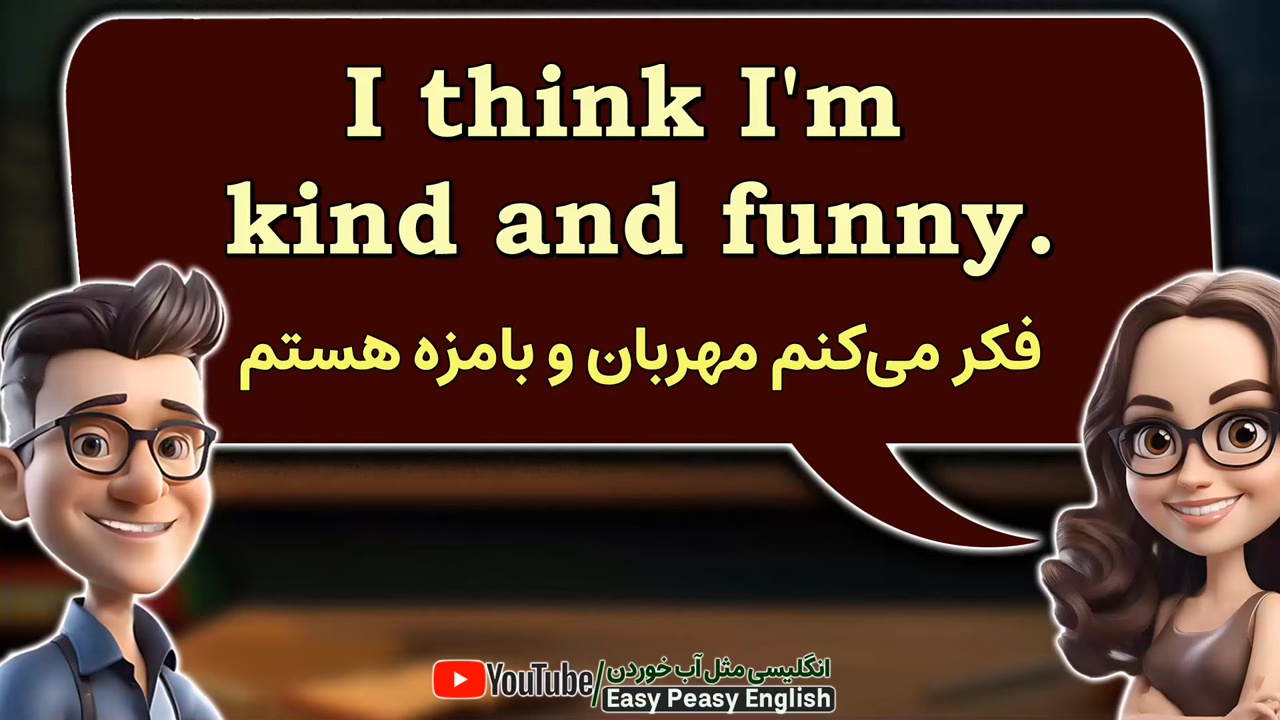 I think I'm
kind and funny.
فکر می‌کنم مهربان و بامزه هستم
YouTube/انگلیسی مثل آب خوردن
Easy Peasy English